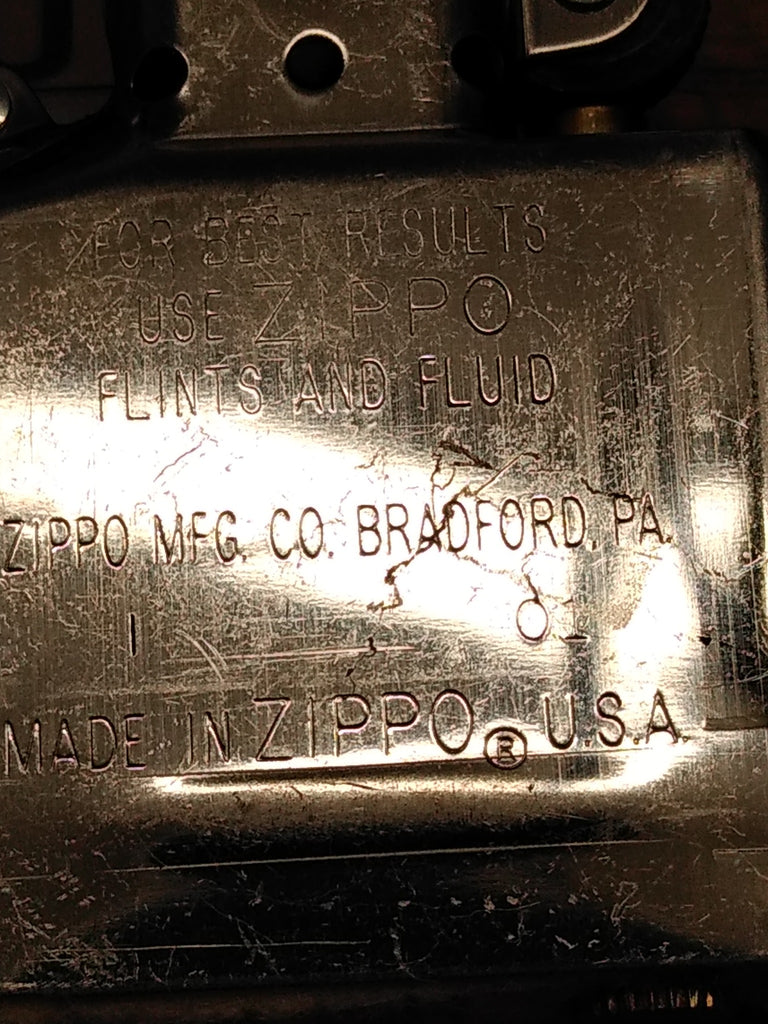 FOR BEST RESULTS
USE ZIPPO
FLINTS AND FLUID
ZIPPO MFG. CO. BRADFORD, PA.
I 01
MADE IN ZIPPO® U.S.A.